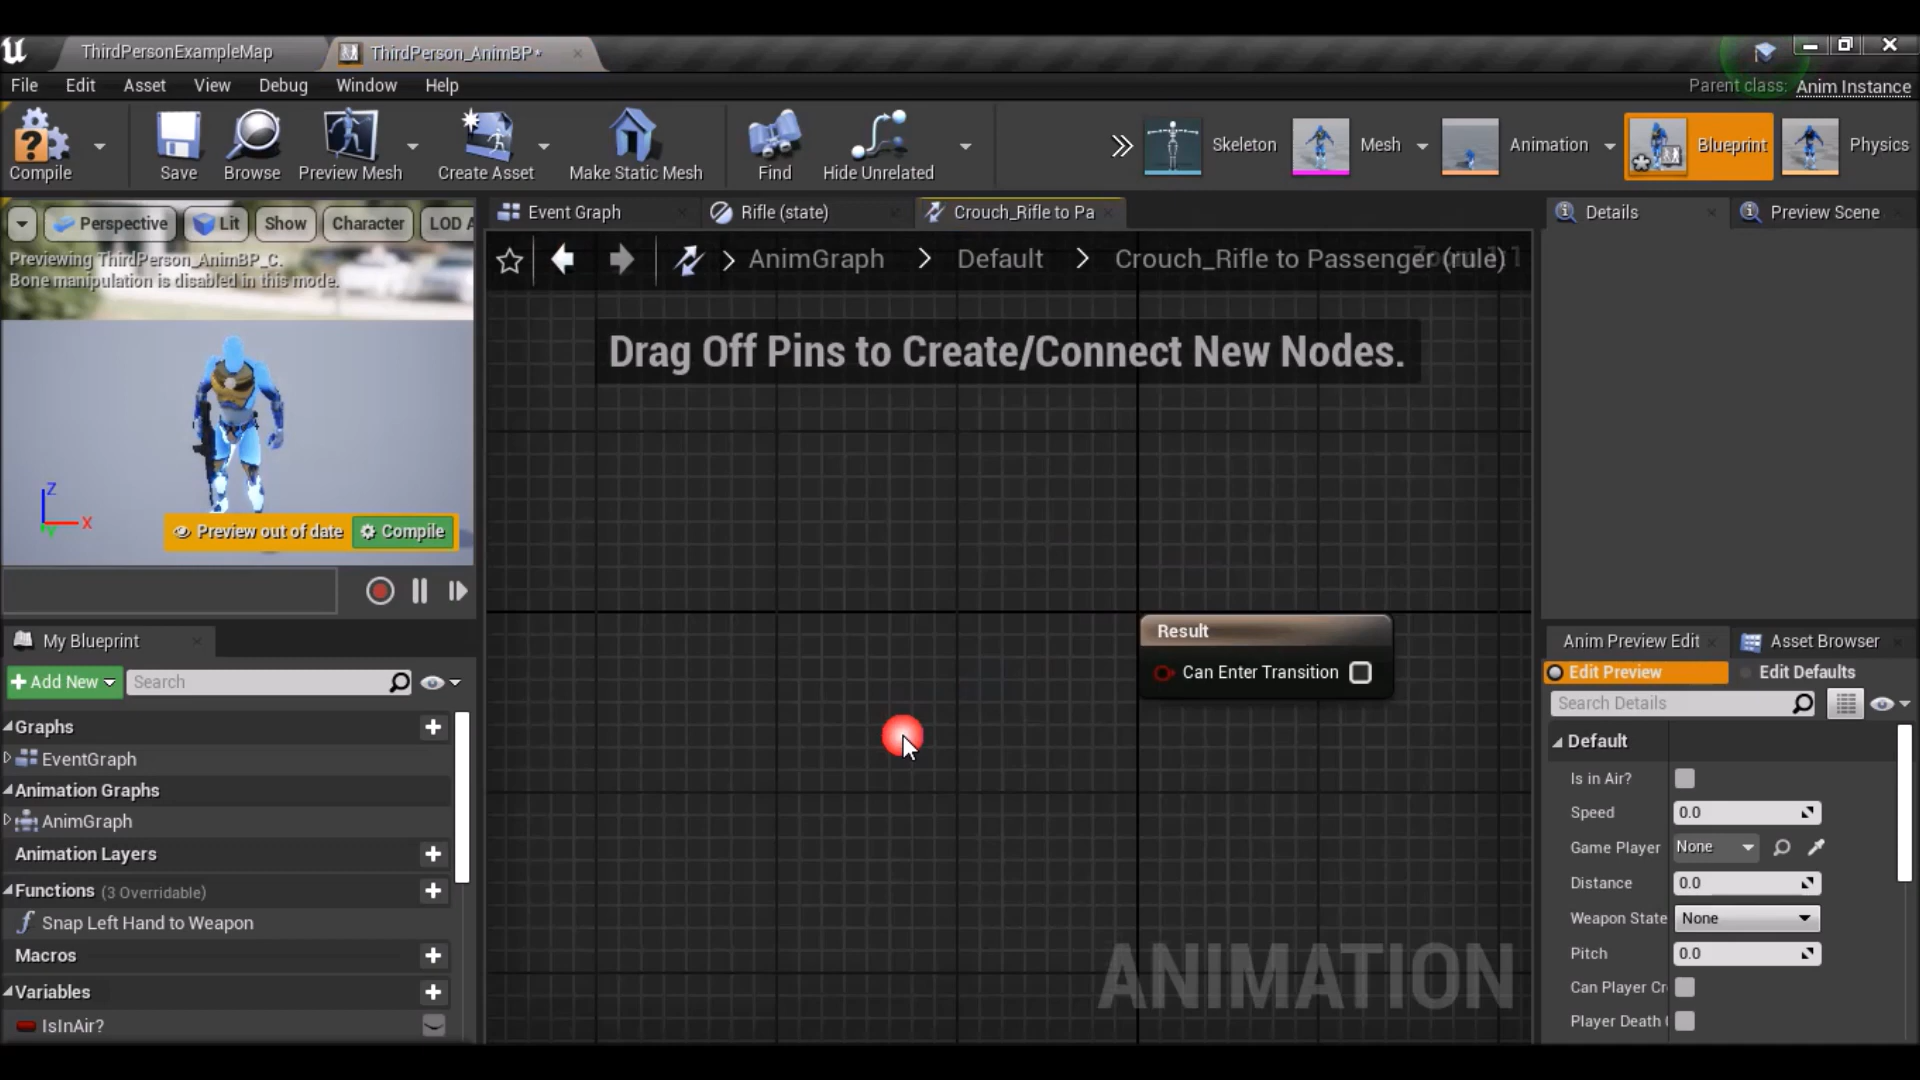 ThirdPersonExampleMap
ThirdPerson_AnimBP*
File Edit Asset View Debug Window Help
Parent class: Anim Instance
Compile
Save
Browse
Preview Mesh
Create Asset
Make Static Mesh
Find
Hide Unrelated
Skeleton
Mesh
Animation
Blueprint
Physics
Perspective
Lit
Show
Character
LOD A
Previewing ThirdPerson_AnimBP_C.
Bone manipulation is disabled in this mode.
Z
X
Preview out of date
Compile
Event Graph
Rifle (state)
Crouch_Rifle to Pa
AnimGraph > Default > Crouch_Rifle to Passenger (rule)
Drag Off Pins to Create/Connect New Nodes.
Result
Can Enter Transition
ANIMATION
My Blueprint
+ Add New
Search
Graphs
EventGraph
Animation Graphs
AnimGraph
Animation Layers
Functions (3 Overridable)
Snap Left Hand to Weapon
Macros
Variables
IsInAir?
Details
Preview Scene
Anim Preview Edit
Asset Browser
Edit Preview
Edit Defaults
Search Details
Default
Is in Air?
Speed 0.0
Game Player None
Distance 0.0
Weapon State None
Pitch 0.0
Can Player Cr
Player Death